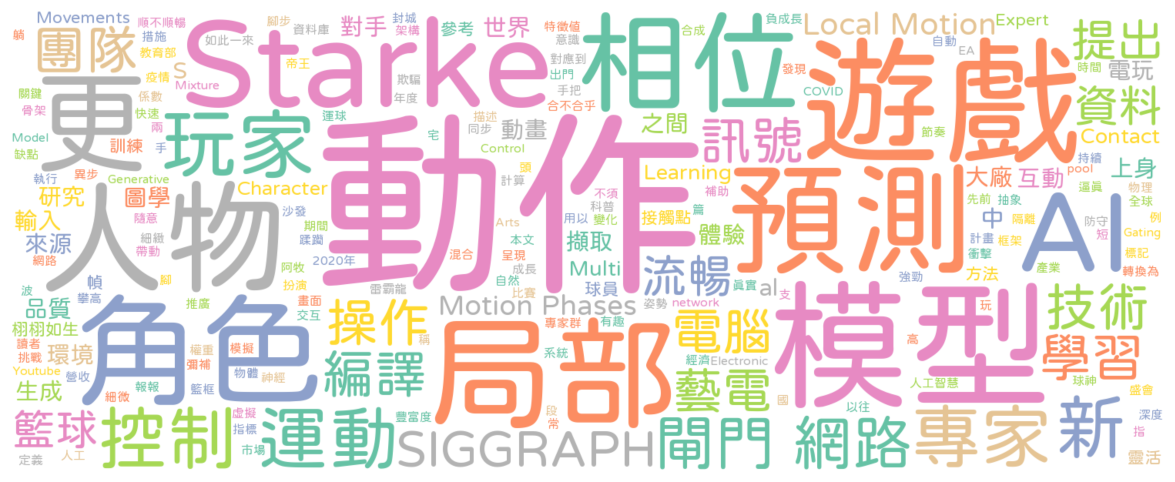 Movements
順不順暢
腳步
封城
對手
架構
參考
世界
特徵值
意識
負成長
合成
Local Motion
自動
Expert
EA
躺
團隊
措施
教育部
如此一來
資料庫
Starke
相位
遊戲
提出
時間
電玩
S
疫情
Mixture
帝王
欺騙
年度
對應到
出門
手把
合不合乎
發現
COVID
關鍵
骨架
更
係數
快速
兩
手
運球
玩家
宅
描述
同步
動畫
Control
之間
訊號
節奏
資料
Contact
Model
缺點
訓練
異步
頭
計算
動作
預測
大廠
互動
持續
pool
上身
執行
Generative
研究
圖學
Character
沙發
不須
科普
變化
Learning
補助
先前
抽象
逼真
物理
全球
輸入
隨意
細緻
帶動
人物
期間
蹂躪
Arts
用以
接觸點
篇
體驗
中
隔離
防守
短
例
Gating
來源
網路
2020年
混合
本文
呈現
擷取
AI
計畫
框架
衝擊
標記
轉換為
幀
阿收
扮演
雷霸龍
成長
自然
Multi
球員
流暢
真實
al
方法
強勁
產業
波
攀高
推廣
畫面
交互
比賽
Motion Phases
姿勢
network
支
玩
品質
角色
操作
稱
局部
專家群
有趣
電腦
模型
高
技術
栩栩如生
讀者
挑戰
環境
權重
彌補
模擬
系統
經濟
Electronic
學習
Youtube
營收
報報
物體
神經
籃框
編譯
藝電
人工智慧
球神
盛會
生成
細微
虛擬
指標
豐富度
段
常
國
以往
深度
指
籃球
控制
運動
SIGGRAPH
閘門
網路
專家
新
定義
人工
市場
靈活